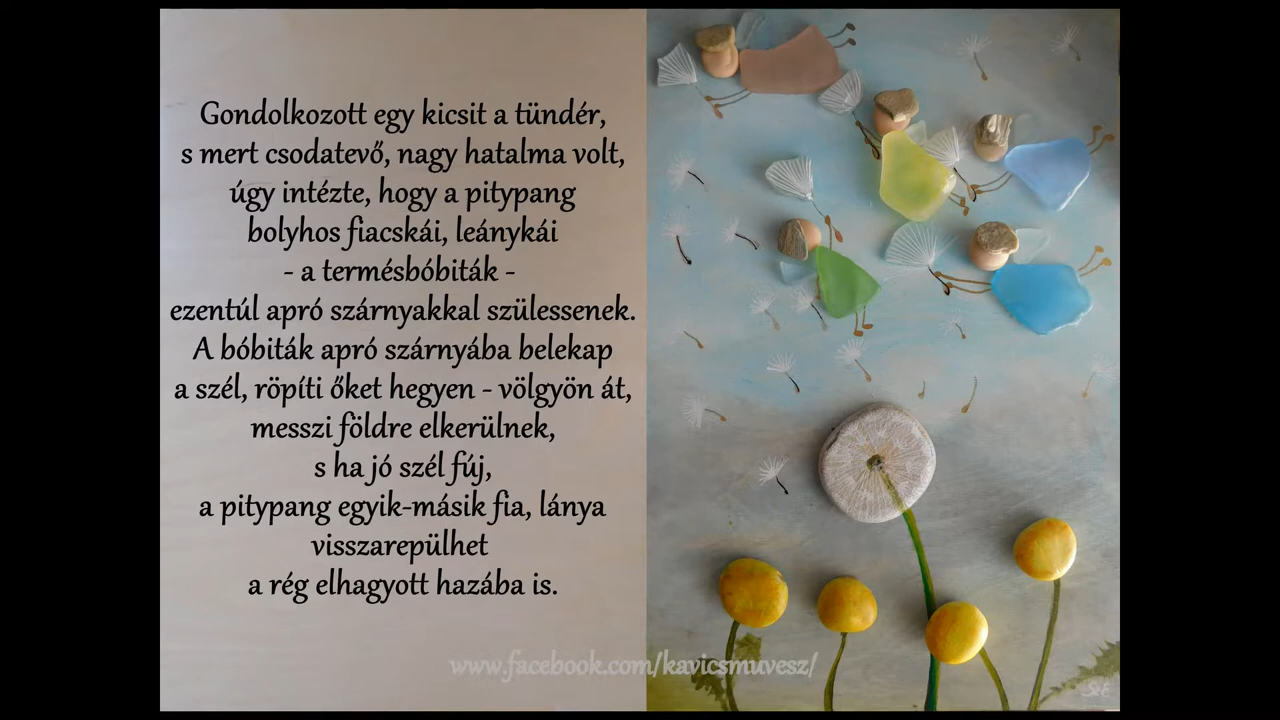 Gondolkozott egy kicsit a tündér,
s mert csodatevő, nagy hatalma volt,
úgy intézte, hogy a pitypang
bolyhos fiacskái, leánykái
- a termésbóbiták -
ezentúl apró szárnyakkal szülessenek.
A bóbiták apró szárnyába belekap
a szél, röpíti őket hegyen - völgyön át,
messzi földre elkerülnek,
s ha jó szél fúj,
a pitypang egyik-másik fia, lánya
visszarepülhet
a rég elhagyott hazába is.
www.facebook.com/kavicsmuvesz/